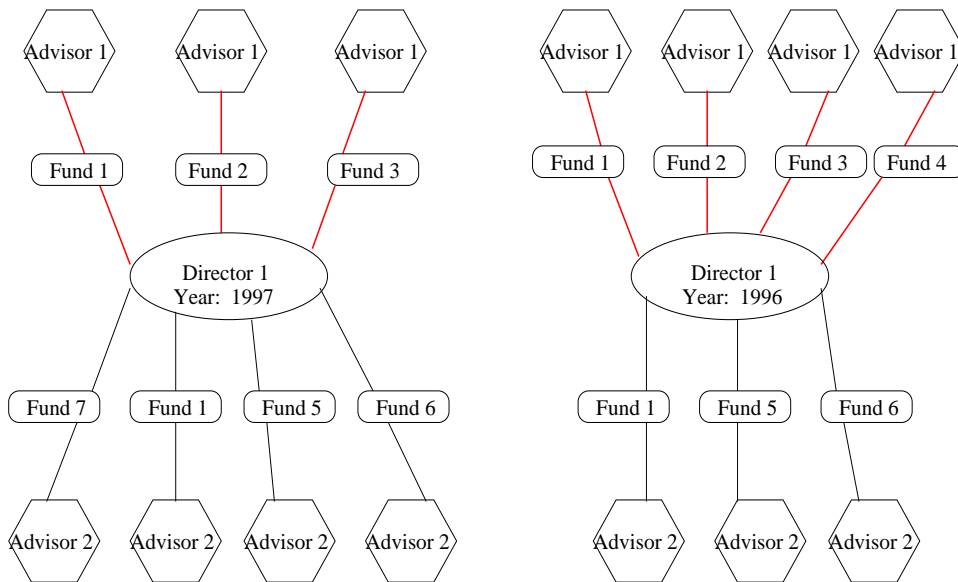 Advisor 1
Advisor 1
Advisor 1
Fund 1
Fund 2
Fund 3
Director 1
Year: 1997
Fund 7
Fund 1
Fund 5
Fund 6
Advisor 2
Advisor 2
Advisor 2
Advisor 2
Advisor 1
Advisor 1
Advisor 1
Advisor 1
Fund 1
Fund 2
Fund 3
Fund 4
Director 1
Year: 1996
Fund 1
Fund 5
Fund 6
Advisor 2
Advisor 2
Advisor 2